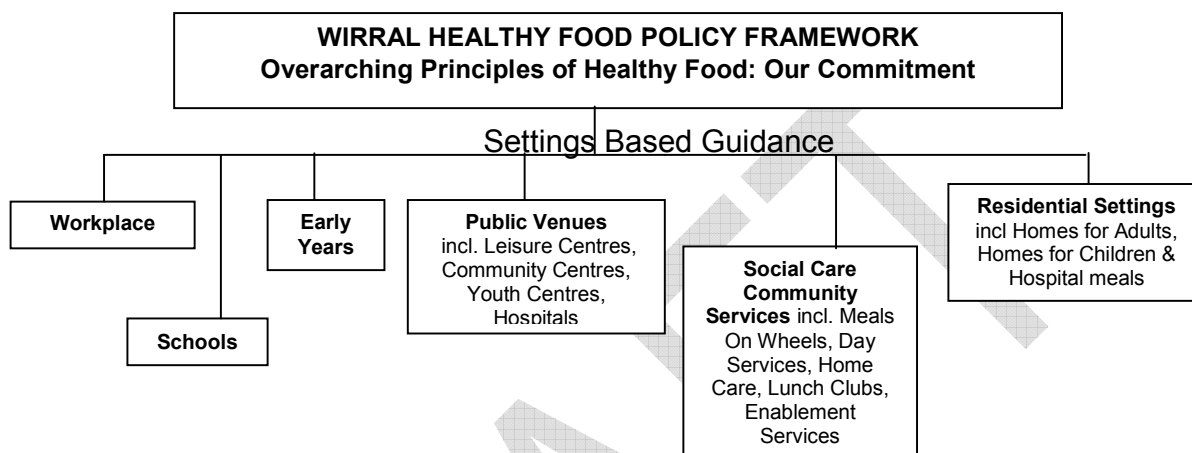 WIRRAL HEALTHY FOOD POLICY FRAMEWORK
Overarching Principles of Healthy Food: Our Commitment
Settings Based Guidance
Workplace
Schools
Early
Years
Public Venues
incl. Leisure Centres,
Community Centres,
Youth Centres,
Hospitals
Social Care
Community
Services incl. Meals
On Wheels, Day
Services, Home
Care, Lunch Clubs,
Enablement
Services
Residential Settings
incl Homes for Adults,
Homes for Children &
Hospital meals